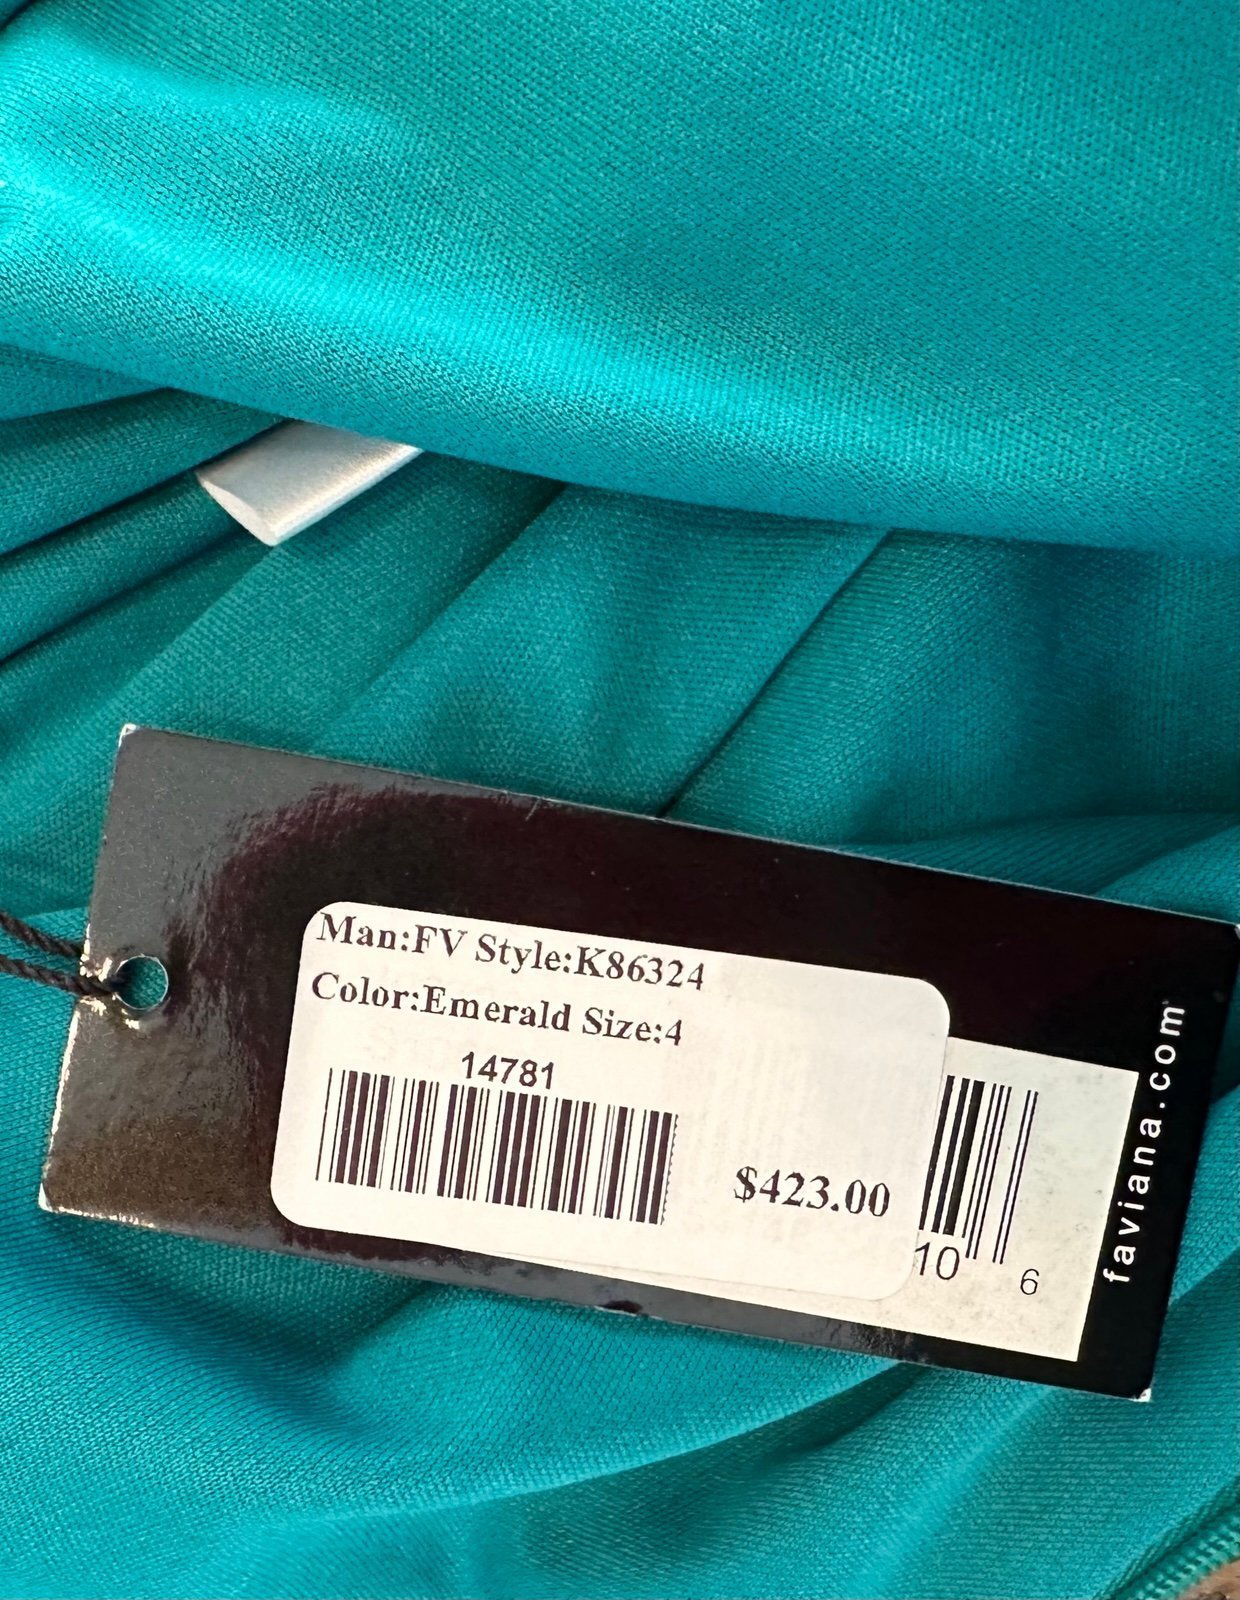 Man:FV Style:K86324
Color:Emerald Size:4
14781
$423.00
10 6
faviana.com